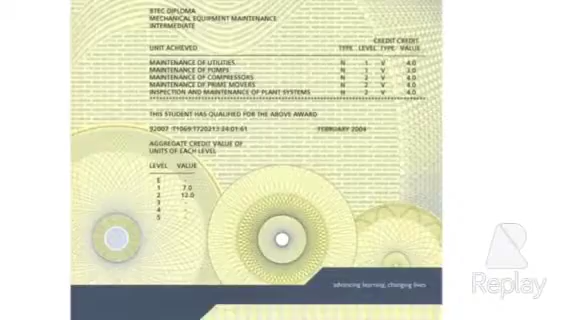 BTEC DIPLOMA
MECHANICAL EQUIPMENT MAINTENANCE
INTERMEDIATE
CREDIT CREDIT
UNIT ACHIEVED TYPE LEVEL TYPE VALUE
MAINTENANCE OF UTILITIES N 1 V 4.0
MAINTENANCE OF PUMPS N 1 V 3.0
MAINTENANCE OF COMPRESSORS N 2 V 4.0
MAINTENANCE OF PRIME MOVERS N 2 V 4.0
INSPECTION AND MAINTENANCE OF PLANT SYSTEMS N 2 V 4.0
THIS STUDENT HAS QUALIFIED FOR THE ABOVE AWARD
FEBRUARY 2004
AGGREGATE CREDIT VALUE OF
UNITS OF EACH LEVEL
LEVEL VALUE
E -
1 7.0
2 12.0
3 -
4 -
5 -
advancing learning, changing lives
Replay